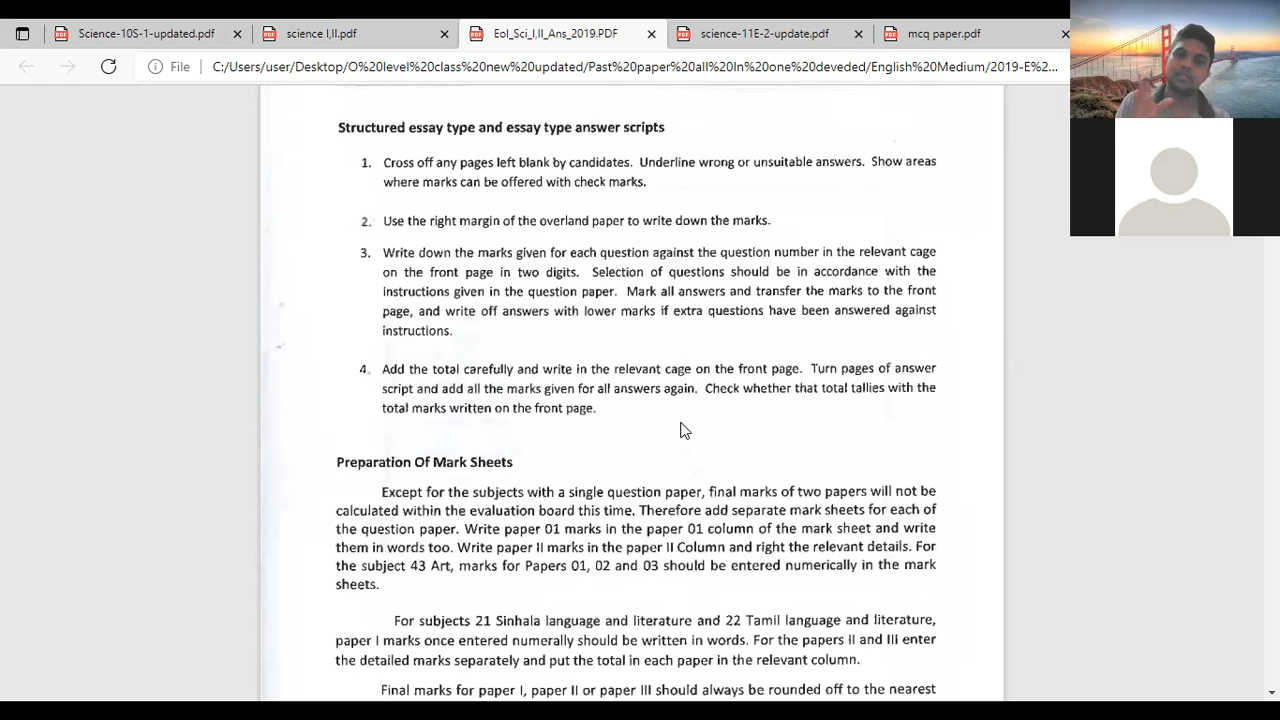 Science-10S-1-updated.pdf
science I,II.pdf
Eol_Sci_I,II_Ans_2019.PDF
science-11E-2-update.pdf
mcq paper.pdf
File C:/Users/user/Desktop/O%20level%20class%20new%20updated/Past%20paper%20all%20In%20one%20deveded/English%20Medium/2019-E%2...
Structured essay type and essay type answer scripts
1. Cross off any pages left blank by candidates. Underline wrong or unsuitable answers. Show areas
where marks can be offered with check marks.
2. Use the right margin of the overland paper to write down the marks.
3. Write down the marks given for each question against the question number in the relevant cage
on the front page in two digits. Selection of questions should be in accordance with the
instructions given in the question paper. Mark all answers and transfer the marks to the front
page, and write off answers with lower marks if extra questions have been answered against
instructions.
4. Add the total carefully and write in the relevant cage on the front page. Turn pages of answer
script and add all the marks given for all answers again. Check whether that total tallies with the
total marks written on the front page.
Preparation Of Mark Sheets
Except for the subjects with a single question paper, final marks of two papers will not be
calculated within the evaluation board this time. Therefore add separate mark sheets for each of
the question paper. Write paper 01 marks in the paper 01 column of the mark sheet and write
them in words too. Write paper II marks in the paper II Column and right the relevant details. For
the subject 43 Art, marks for Papers 01, 02 and 03 should be entered numerically in the mark
sheets.
For subjects 21 Sinhala language and literature and 22 Tamil language and literature,
paper I marks once entered numerally should be written in words. For the papers II and III enter
the detailed marks separately and put the total in each paper in the relevant column.
Final marks for paper I, paper II or paper III should always be rounded off to the nearest